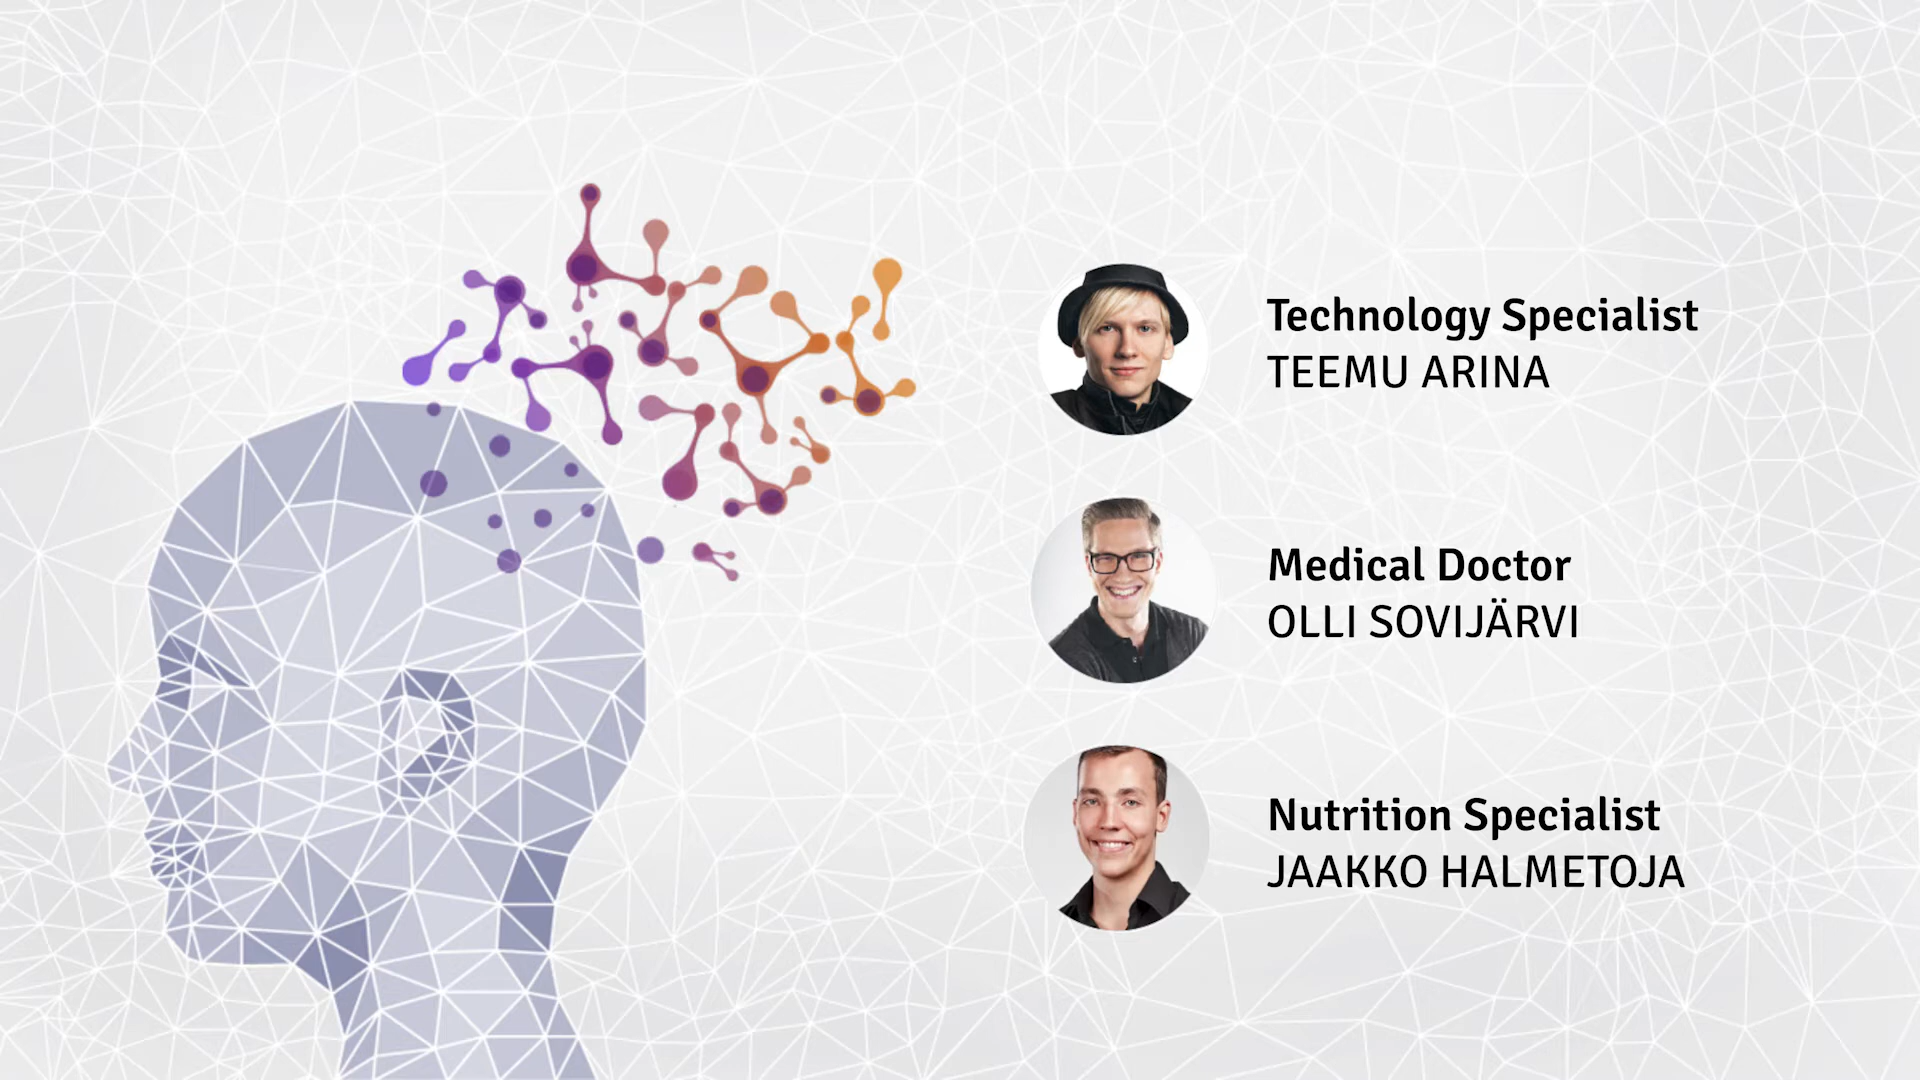 Technology Specialist
TEEMU ARINA
Medical Doctor
OLLI SOVIJÄRVI
Nutrition Specialist
JAAKKO HALMETOJA